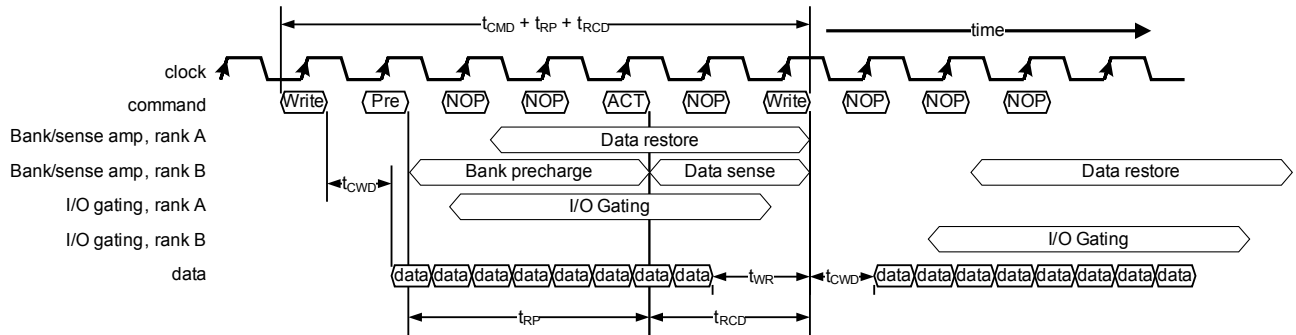 tCMD + tRP + tRCD
time
clock
command Write Pre NOP NOP ACT NOP Write NOP NOP NOP
Bank/sense amp, rank A Data restore
Bank/sense amp, rank B Bank precharge Data sense Data restore
tCWD
I/O gating, rank A I/O Gating
I/O gating, rank B I/O Gating
data data data data data data data data data tWR tCWD data data data data data data data data
tRP tRCD